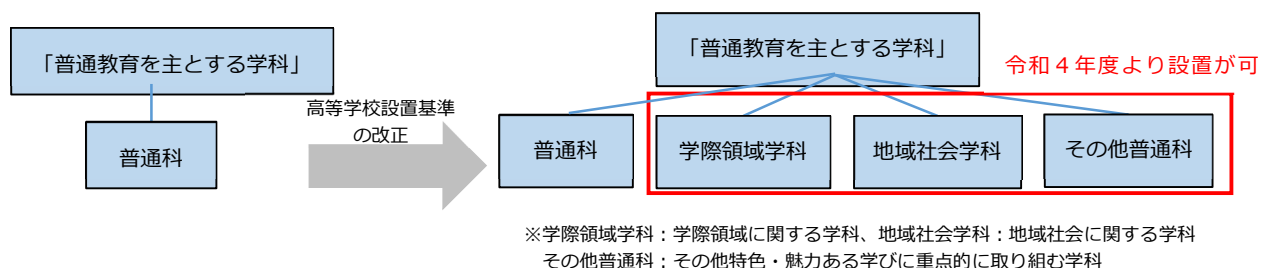 「普通教育を主とする学科」
普通科
高等学校設置基準
の改正
「普通教育を主とする学科」
令和４年度より設置が可
普通科
学際領域学科
地域社会学科
その他普通科
※学際領域学科：学際領域に関する学科、地域社会学科：地域社会に関する学科
その他普通科：その他特色・魅力ある学びに重点的に取り組む学科